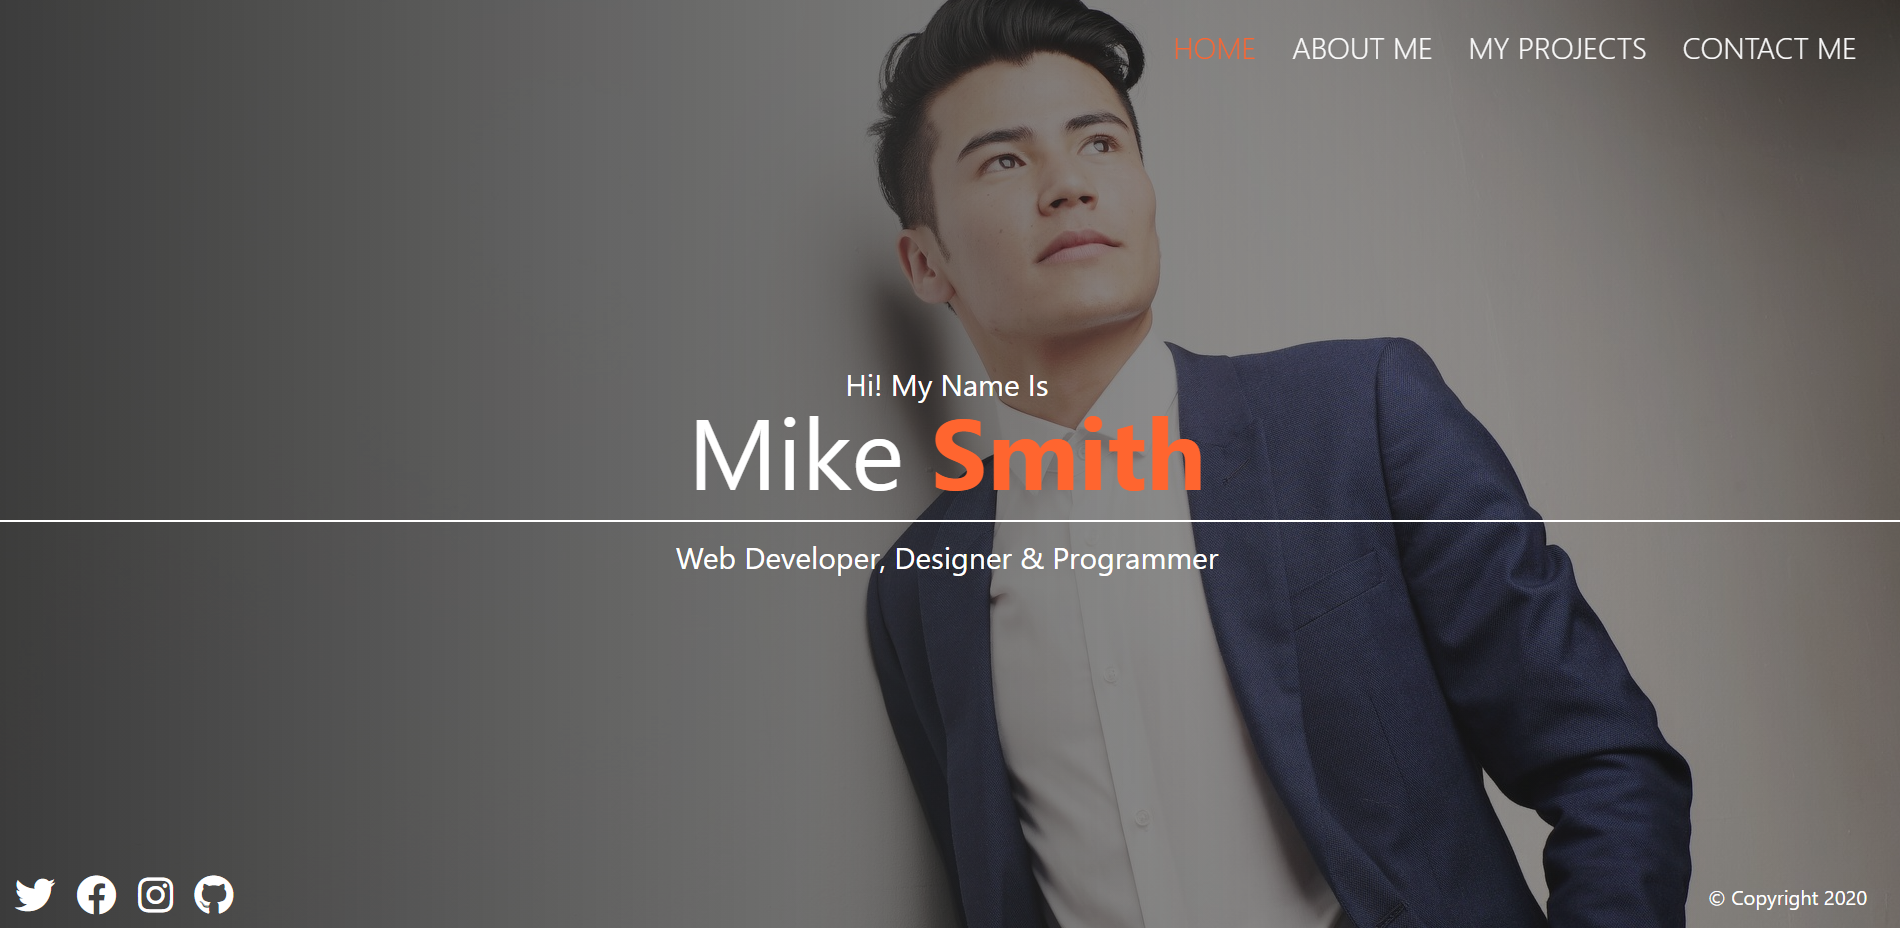 HOME ABOUT ME MY PROJECTS CONTACT ME
Hi! My Name Is
Mike Smith
Web Developer, Designer & Programmer
© Copyright 2020